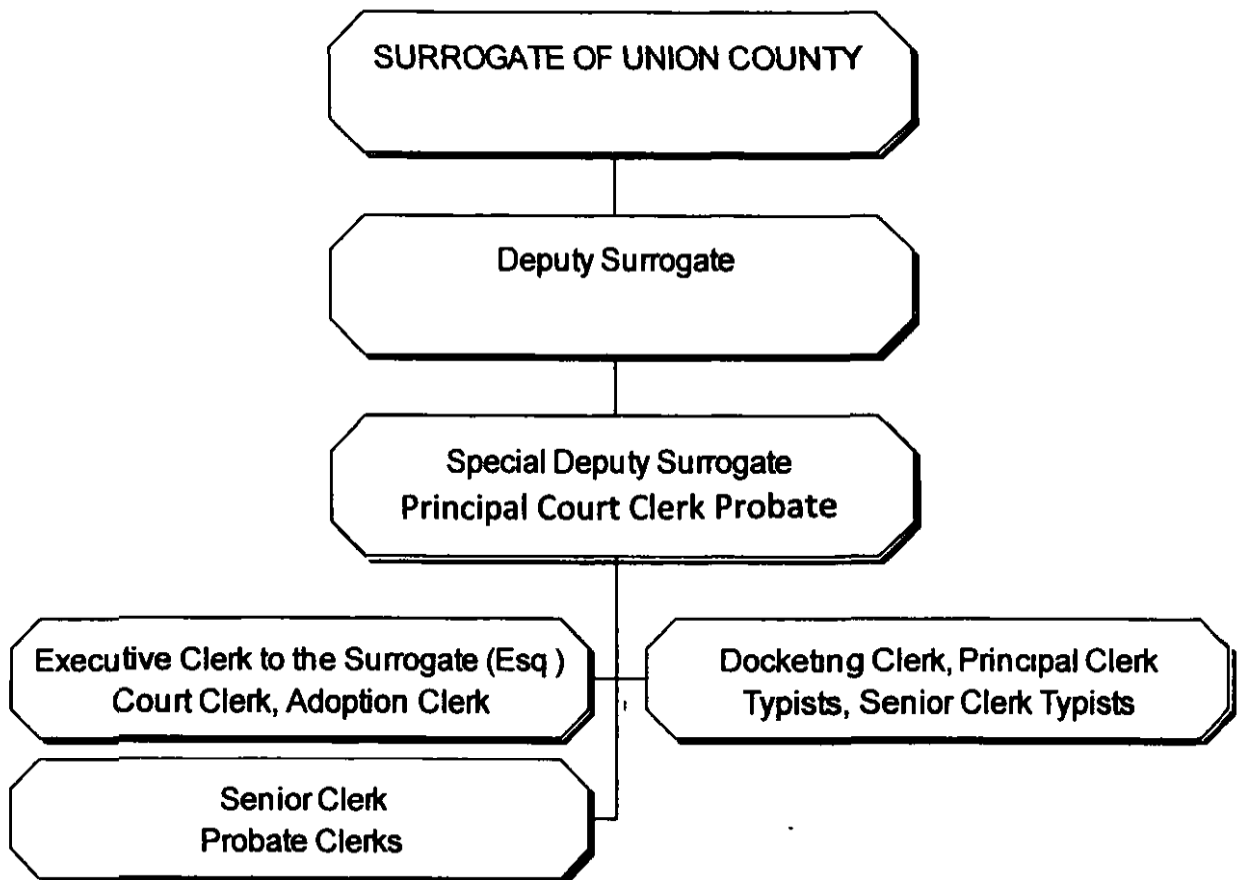 SURROGATE OF UNION COUNTY
Deputy Surrogate
Special Deputy Surrogate
Principal Court Clerk Probate
Executive Clerk to the Surrogate (Esq )
Court Clerk, Adoption Clerk
Docketing Clerk, Principal Clerk
Typists, Senior Clerk Typists
Senior Clerk
Probate Clerks